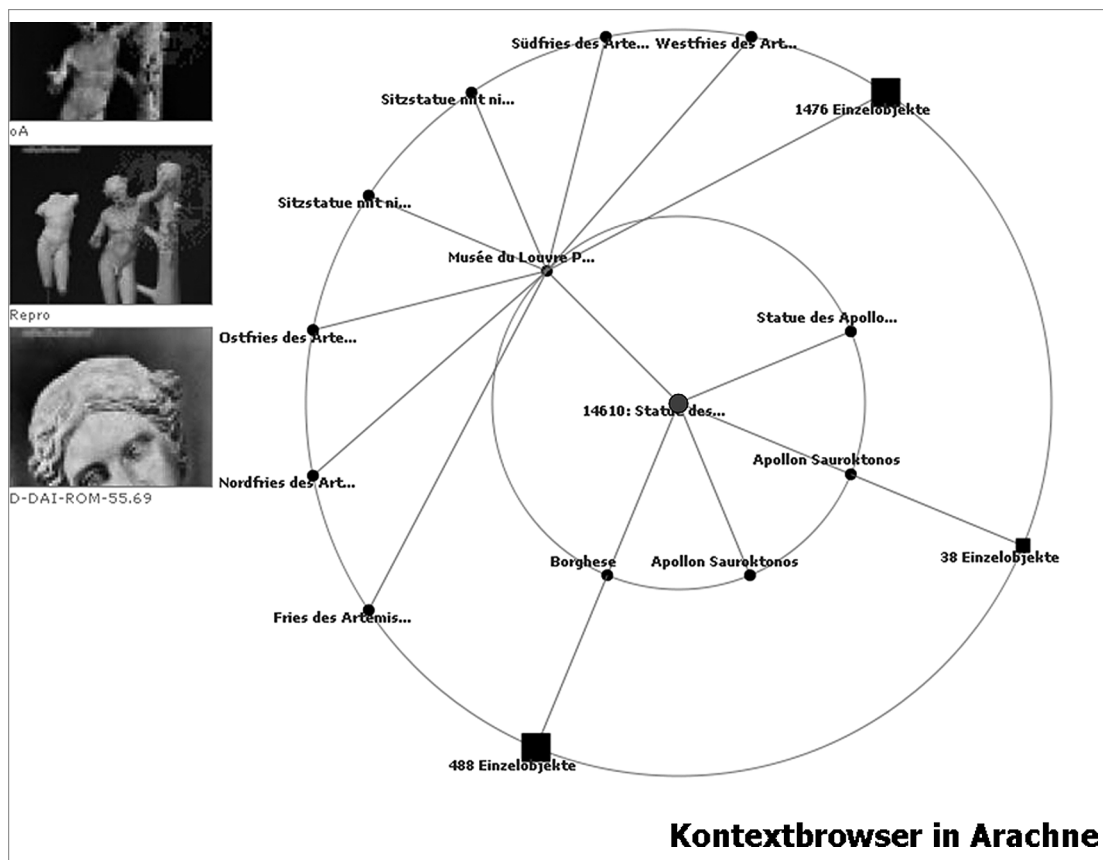 oA
Repro
D-DAI-ROM-55.69
Südfries des Arte...
Westfries des Art...
Sitzstatue mit ni...
1476 Einzelobjekte
Sitzstatue mit ni...
Musée du Louvre P...
Statue des Apollo...
Ostfries des Arte...
14610: Statue des...
Apollon Sauroktonos
Nordfries des Art...
38 Einzelobjekte
Borghese
Apollon Sauroktonos
Fries des Artemis...
488 Einzelobjekte
Kontextbrowser in Arachne